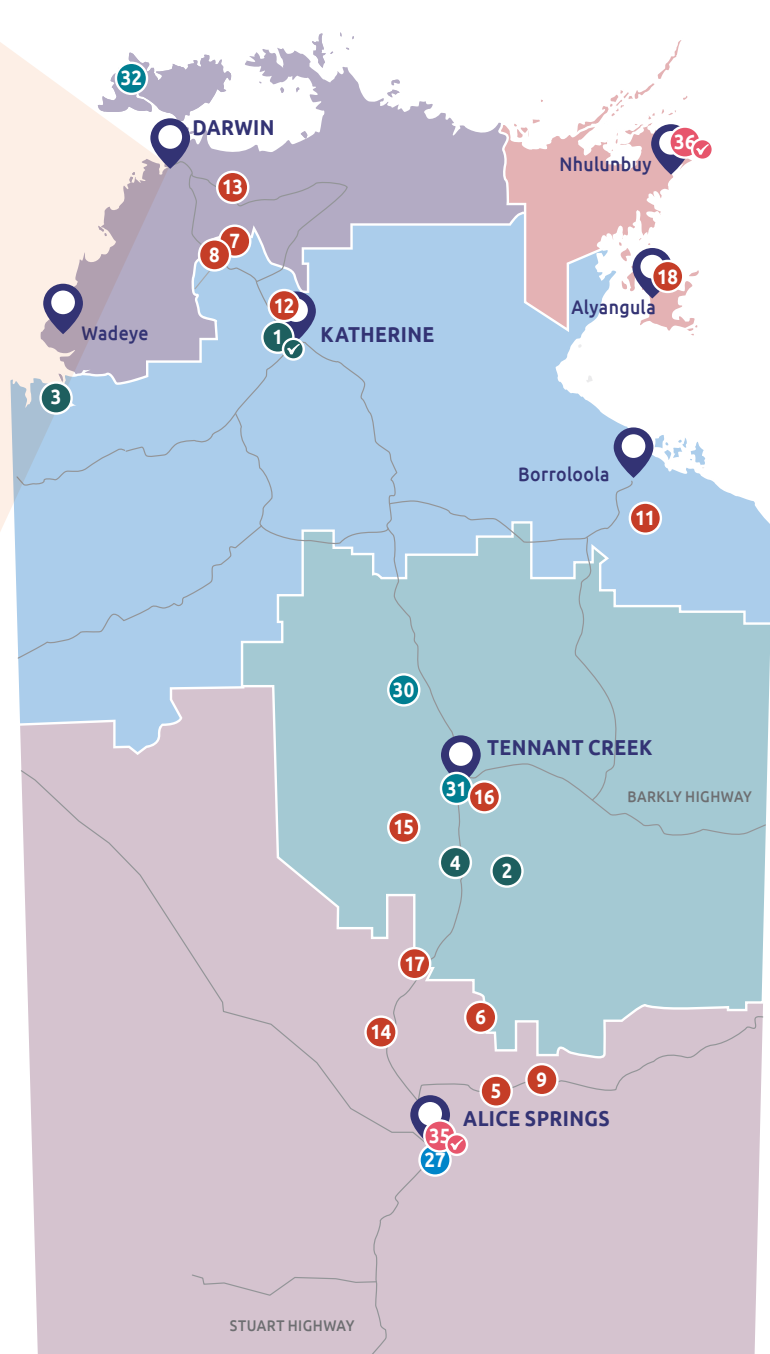 32
DARWIN
36
Nhulunbuy
13
7
8
18
12
Alyangula
Wadeye
1
KATHERINE
3
Borroloola
11
30
TENNANT CREEK
31
16
BARKLY HIGHWAY
15
4
2
17
6
14
9
5
ALICE SPRINGS
35
27
STUART HIGHWAY